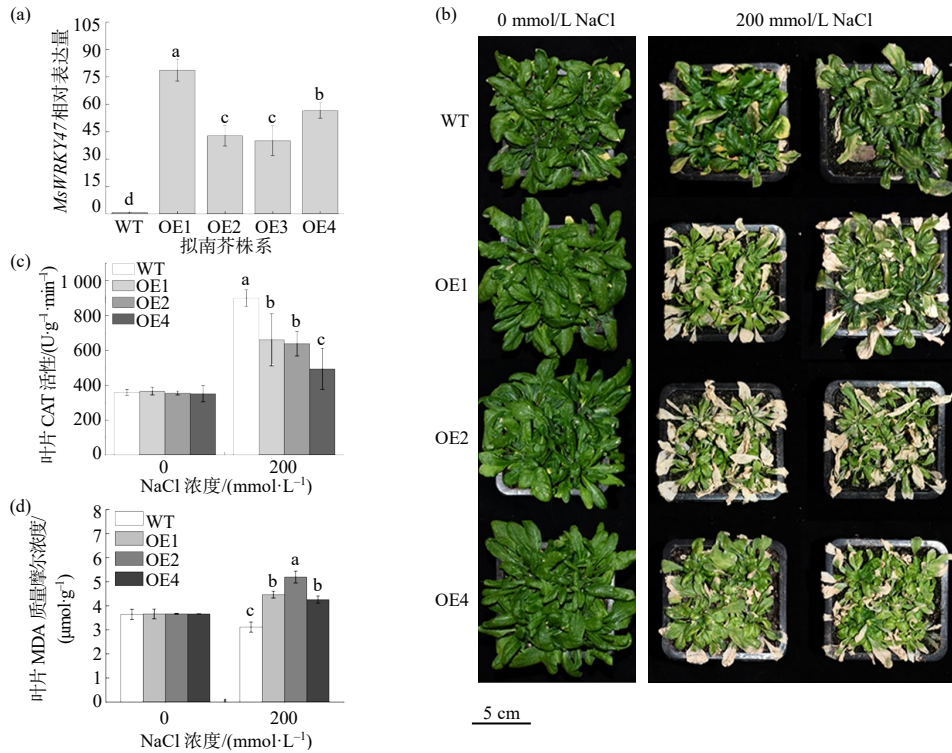 (a)
MsWRKY47相对表达量
105
90
75
60
45
30
15
0
d
a
c
c
b
WT OE1 OE2 OE3 OE4
拟南芥株系
(b)
0 mmol/L NaCl 200 mmol/L NaCl
WT
OE1
OE2
OE4
5 cm
(c)
叶片 CAT 活性/(U·g⁻¹·min⁻¹)
1 000
800
600
400
200
0
WT
OE1
OE2
OE4
a
b
b
c
0 200
NaCl 浓度/(mmol·L⁻¹)
(d)
叶片 MDA 质量摩尔浓度/
(μmol·g⁻¹)
8
7
6
5
4
3
2
1
0
WT
OE1
OE2
OE4
c
b
a
b
0 200
NaCl 浓度/(mmol·L⁻¹)